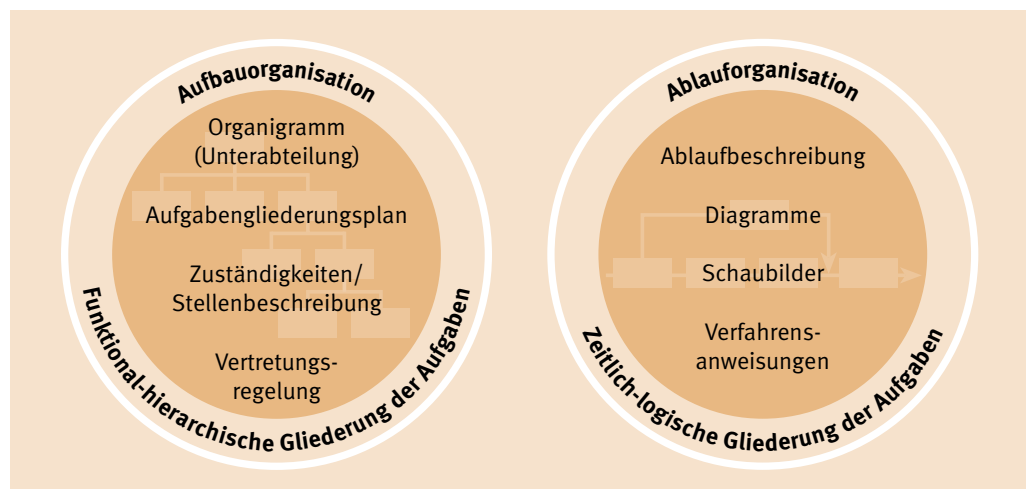 Aufbauorganisation
Organigramm
(Unterabteilung)
Aufgabengliederungsplan
Zuständigkeiten/
Stellenbeschreibung
Vertretungs-
regelung
Funktional-hierarchische Gliederung der Aufgaben
Ablauforganisation
Ablaufbeschreibung
Diagramme
Schaubilder
Verfahrens-
anweisungen
Zeitlich-logische Gliederung der Aufgaben